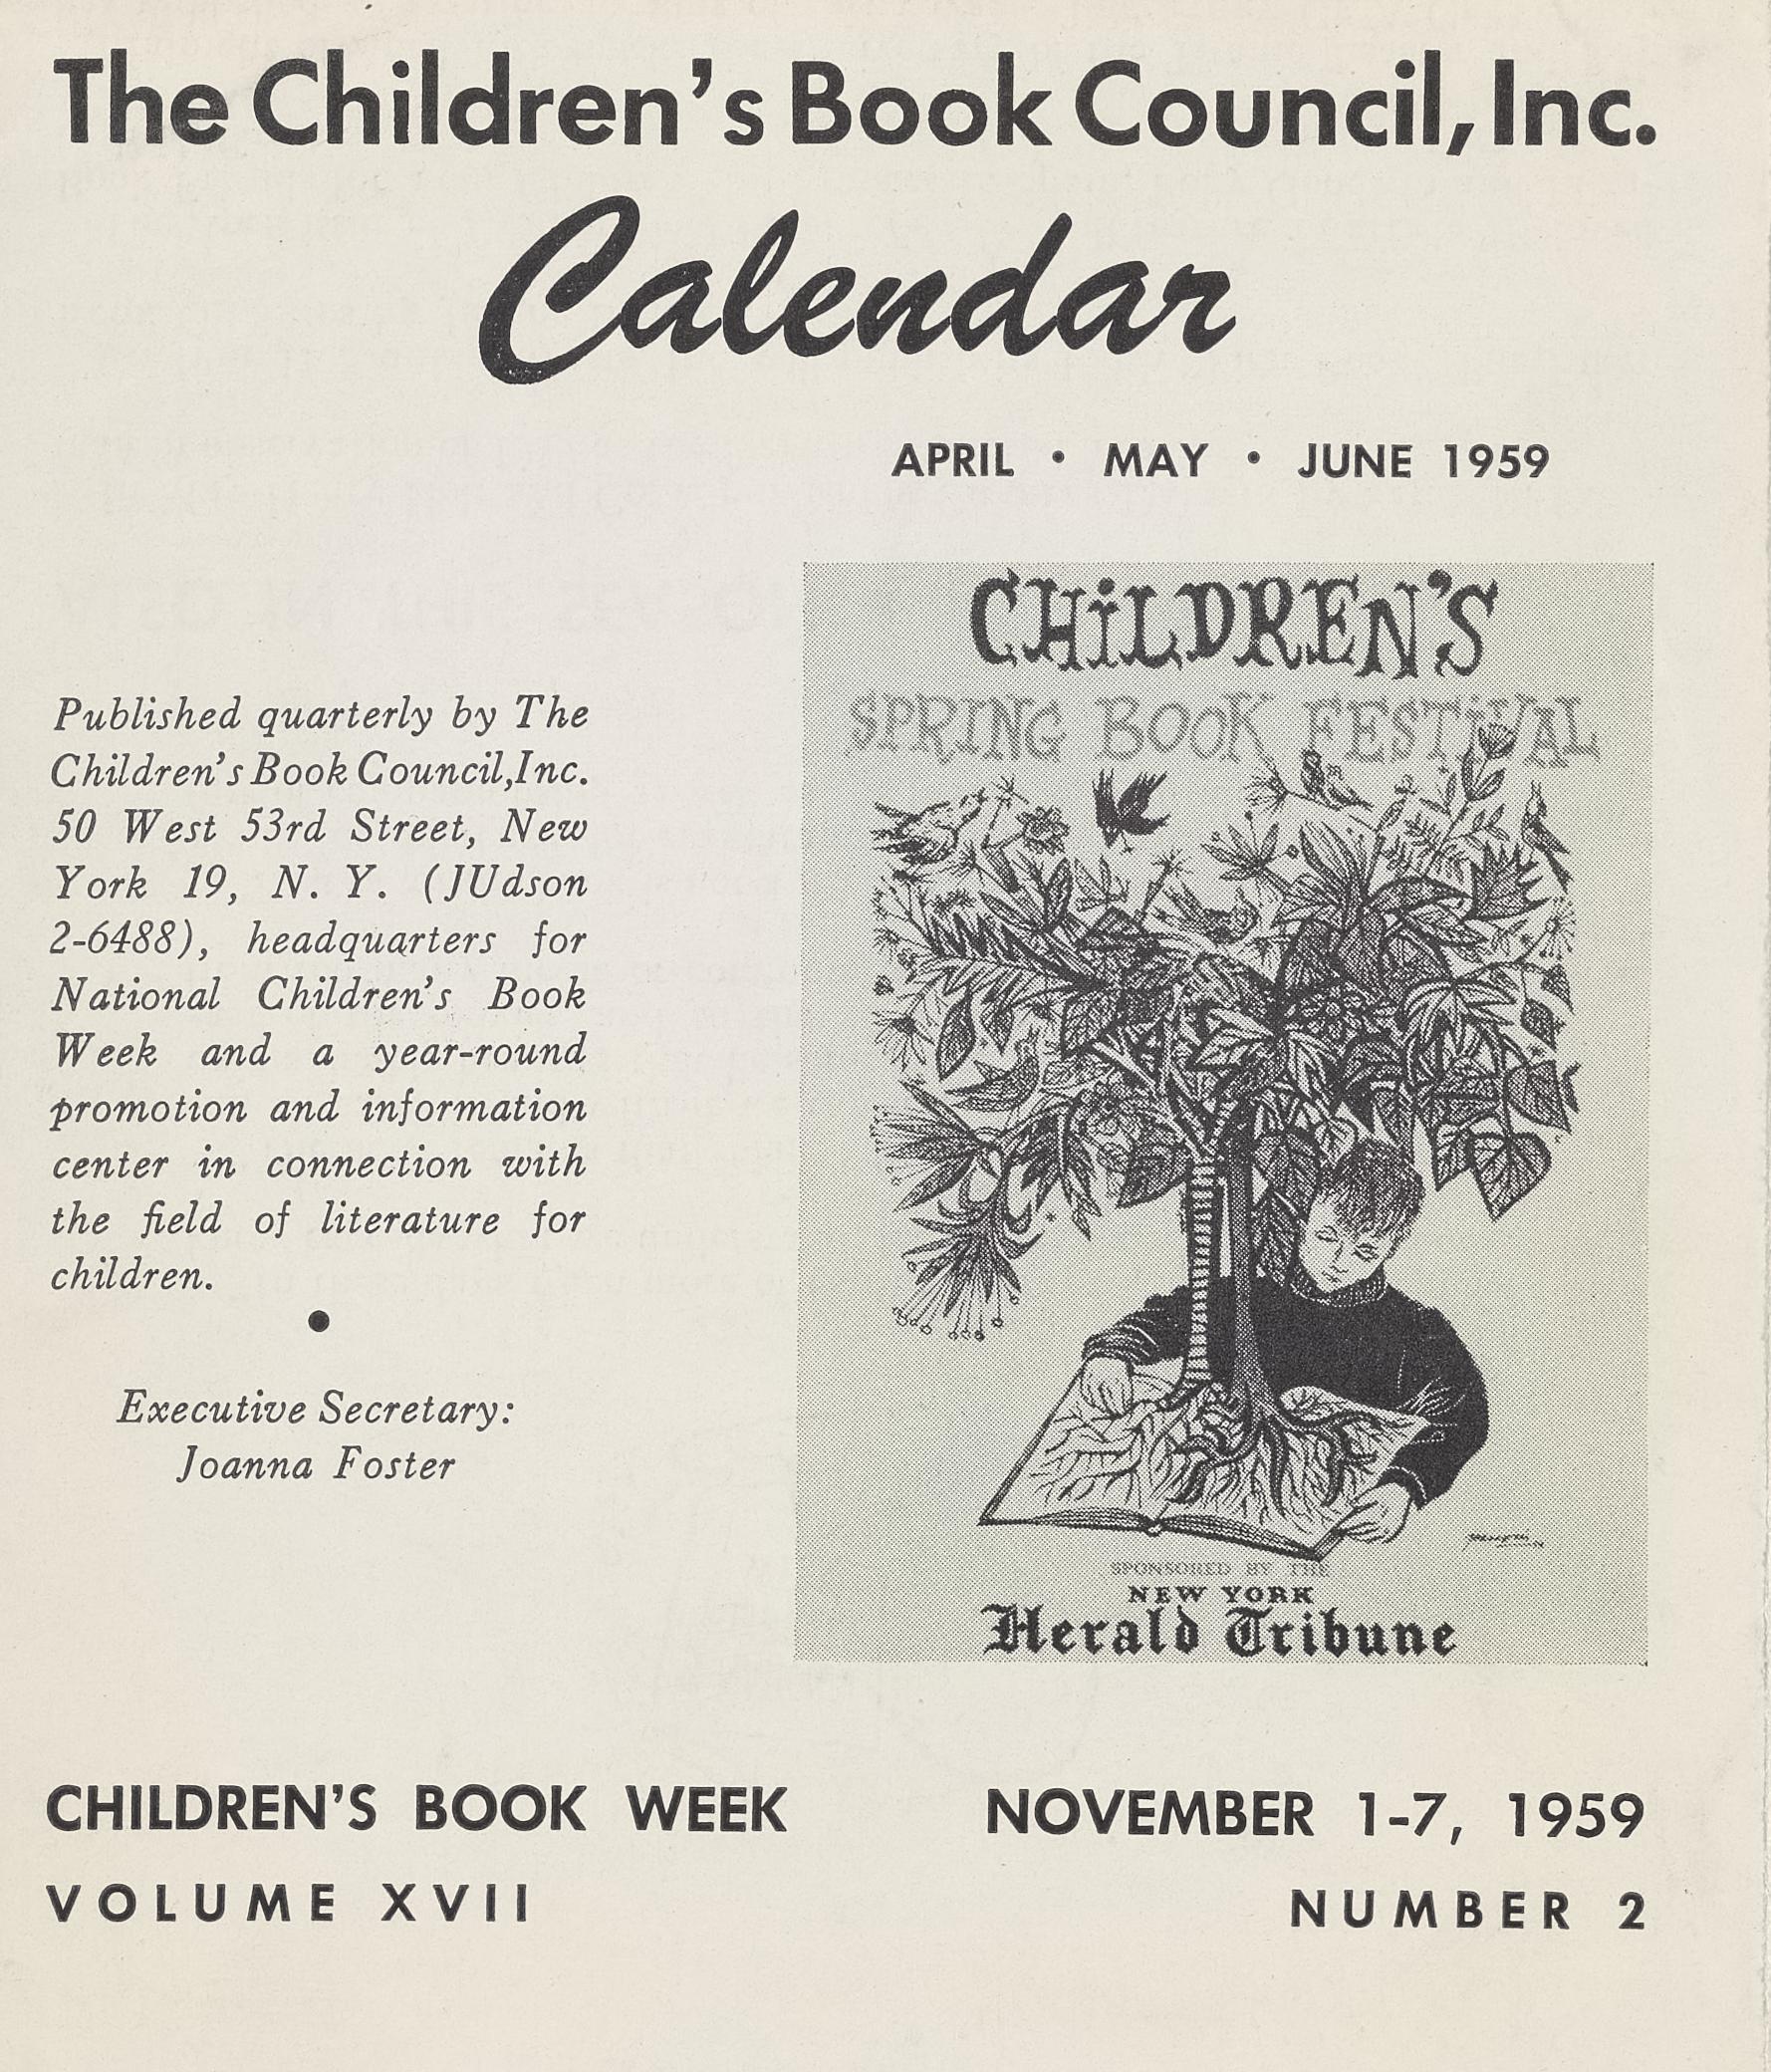 The Children's Book Council, Inc.
Calendar
APRIL • MAY • JUNE 1959
Published quarterly by The
Children's Book Council, Inc.
50 West 53rd Street, New
York 19, N. Y. (JUdson
2-6488), headquarters for
National Children's Book
Week and a year-round
promotion and information
center in connection with
the field of literature for
children.
•
Executive Secretary:
Joanna Foster
CHiLDREN'S
SPRING BOOK FESTiVAL
SPONSORED BY THE
NEW YORK
Herald Tribune
CHILDREN'S BOOK WEEK NOVEMBER 1-7, 1959
VOLUME XVII NUMBER 2